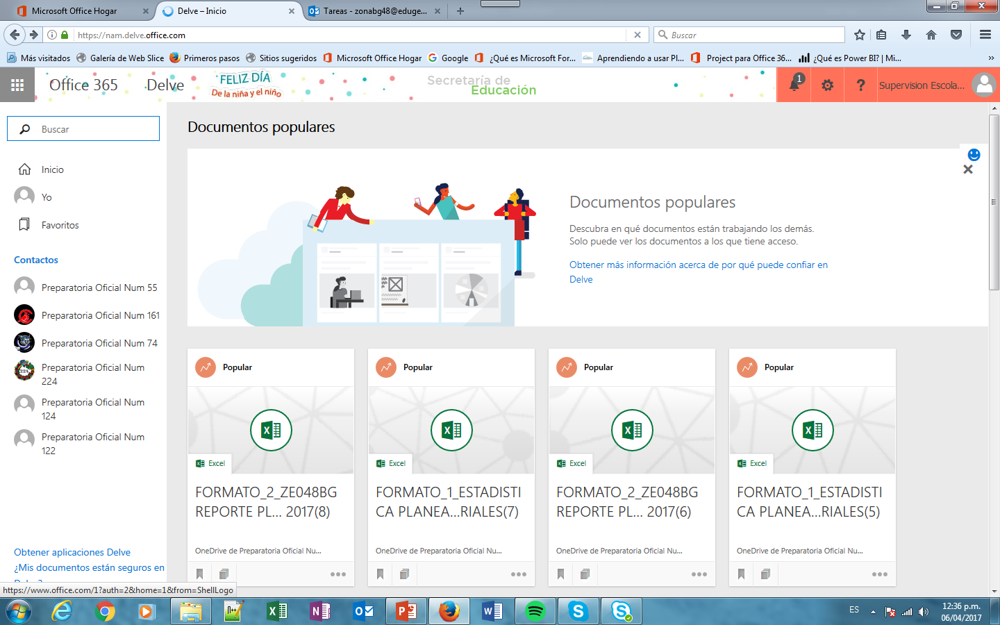 Microsoft Office Hogar
Delve – Inicio
Tareas - zonabg48@eduge...
https://nam.delve.office.com
Buscar
Más visitados
Galería de Web Slice
Primeros pasos
Sitios sugeridos
Microsoft Office Hogar
Google
¿Qué es Microsoft For...
Aprendiendo a usar Pl...
Project para Office 36...
¿Qué es Power BI? | Mi...
Office 365
Delve
FELIZ DÍA
De la niña y el niño
Secretaría de
Educación
1
?
Supervision Escola...
Buscar
Inicio
Yo
Favoritos
Contactos
Preparatoria Oficial Num 55
Preparatoria Oficial Num 161
Preparatoria Oficial Num 74
Preparatoria Oficial Num
224
Preparatoria Oficial Num
124
Preparatoria Oficial Num
122
Obtener aplicaciones Delve
¿Mis documentos están seguros en
Documentos populares
Documentos populares
Descubra en qué documentos están trabajando los demás.
Solo puede ver los documentos a los que tiene acceso.
Obtener más información acerca de por qué puede confiar en
Delve
Popular
Excel
FORMATO_2_ZE048BG
REPORTE PL... 2017(8)
OneDrive de Preparatoria Oficial Nu...
Popular
Excel
FORMATO_1_ESTADISTI
CA PLANEA...RIALES(7)
OneDrive de Preparatoria Oficial Nu...
Popular
Excel
FORMATO_2_ZE048BG
REPORTE PL... 2017(6)
OneDrive de Preparatoria Oficial Nu...
Popular
Excel
FORMATO_1_ESTADISTI
CA PLANEA...RIALES(5)
OneDrive de Preparatoria Oficial Nu...
https://www.office.com/1?auth=2&home=1&from=ShellLogo
ES
12:36 p.m.
06/04/2017